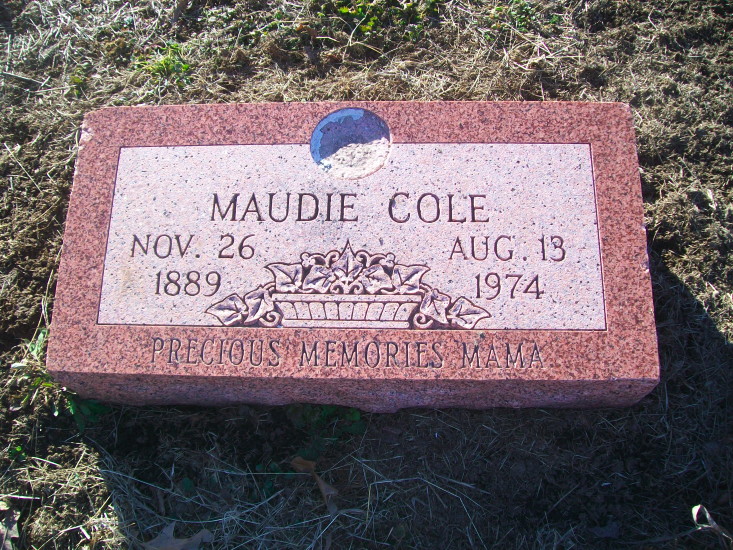 MAUDIE COLE
NOV. 26 AUG. 13
1889 1974
PRECIOUS MEMORIES MAMA